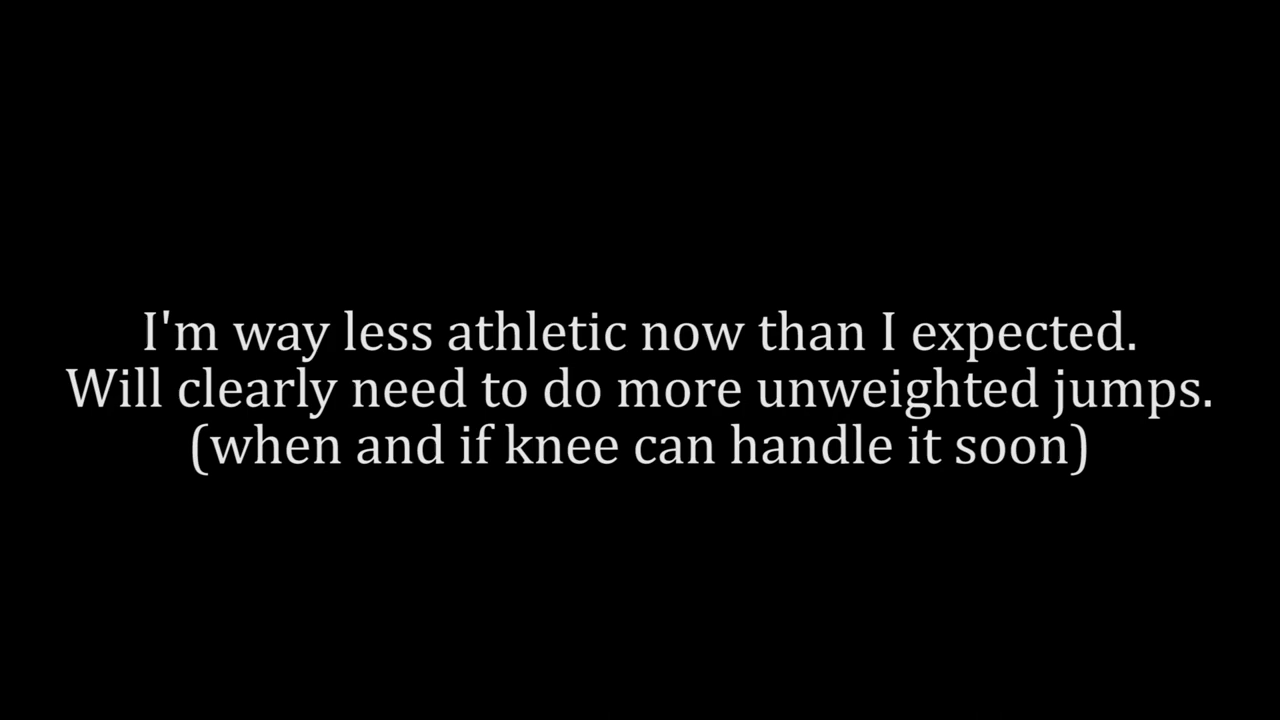 I'm way less athletic now than I expected.
Will clearly need to do more unweighted jumps.
(when and if knee can handle it soon)